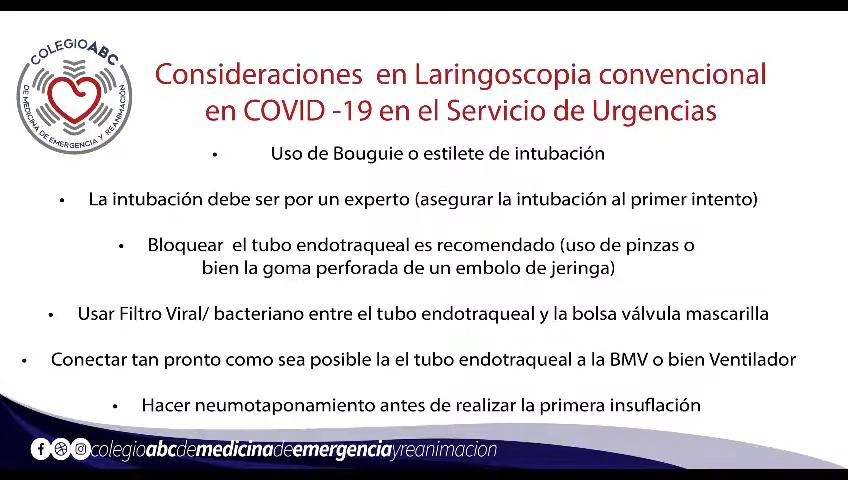 COLEGIOABC
DE MEDICINA DE EMERGENCIA Y REANIMACIÓN
Consideraciones en Laringoscopia convencional
en COVID -19 en el Servicio de Urgencias
• Uso de Bouguie o estilete de intubación
• La intubación debe ser por un experto (asegurar la intubación al primer intento)
• Bloquear el tubo endotraqueal es recomendado (uso de pinzas o
bien la goma perforada de un embolo de jeringa)
• Usar Filtro Viral/ bacteriano entre el tubo endotraqueal y la bolsa válvula mascarilla
• Conectar tan pronto como sea posible la el tubo endotraqueal a la BMV o bien Ventilador
• Hacer neumotaponamiento antes de realizar la primera insuflación
colegioabcdemedicinadeemergenciayreanimacion